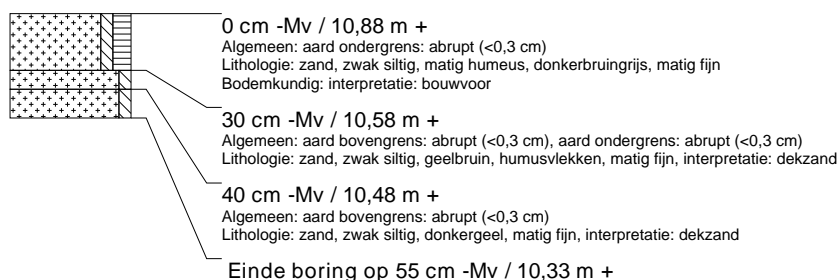 0 cm -Mv / 10,88 m +
Algemeen: aard ondergrens: abrupt (<0,3 cm)
Lithologie: zand, zwak siltig, matig humeus, donkerbruingrijs, matig fijn
Bodemkundig: interpretatie: bouwvoor
30 cm -Mv / 10,58 m +
Algemeen: aard bovengrens: abrupt (<0,3 cm), aard ondergrens: abrupt (<0,3 cm)
Lithologie: zand, zwak siltig, geelbruin, humusvlekken, matig fijn, interpretatie: dekzand
40 cm -Mv / 10,48 m +
Algemeen: aard bovengrens: abrupt (<0,3 cm)
Lithologie: zand, zwak siltig, donkergeel, matig fijn, interpretatie: dekzand
Einde boring op 55 cm -Mv / 10,33 m +